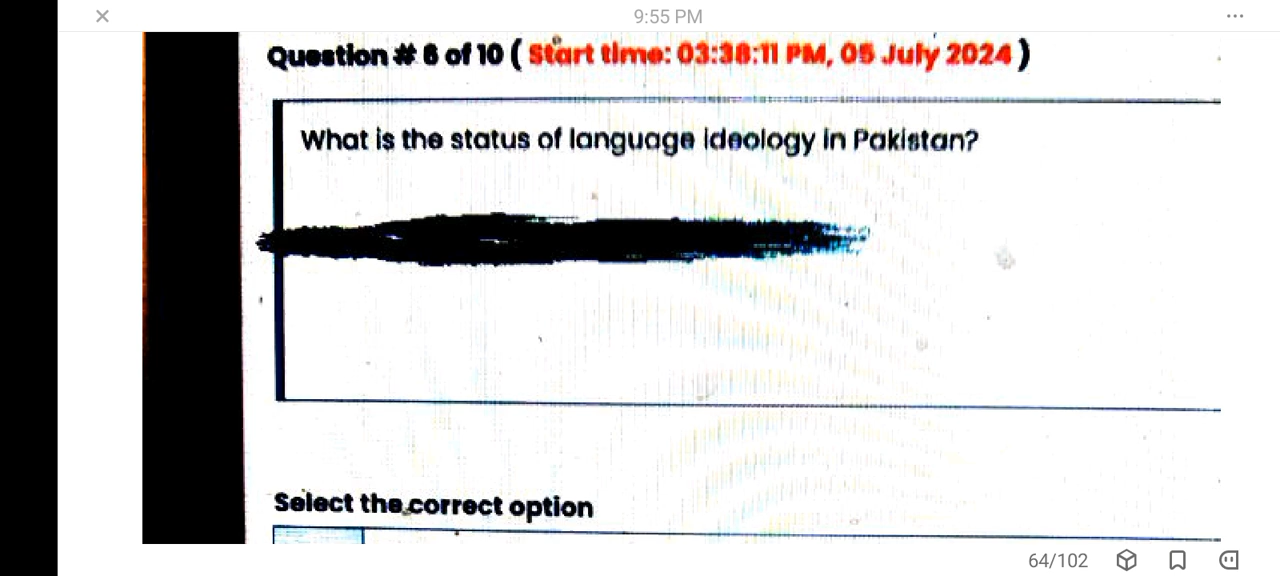 9:55 PM
Question # 6 of 10 ( Start time: 03:38:11 PM, 05 July 2024 )
What is the status of language ideology in Pakistan?
Select the correct option
64/102